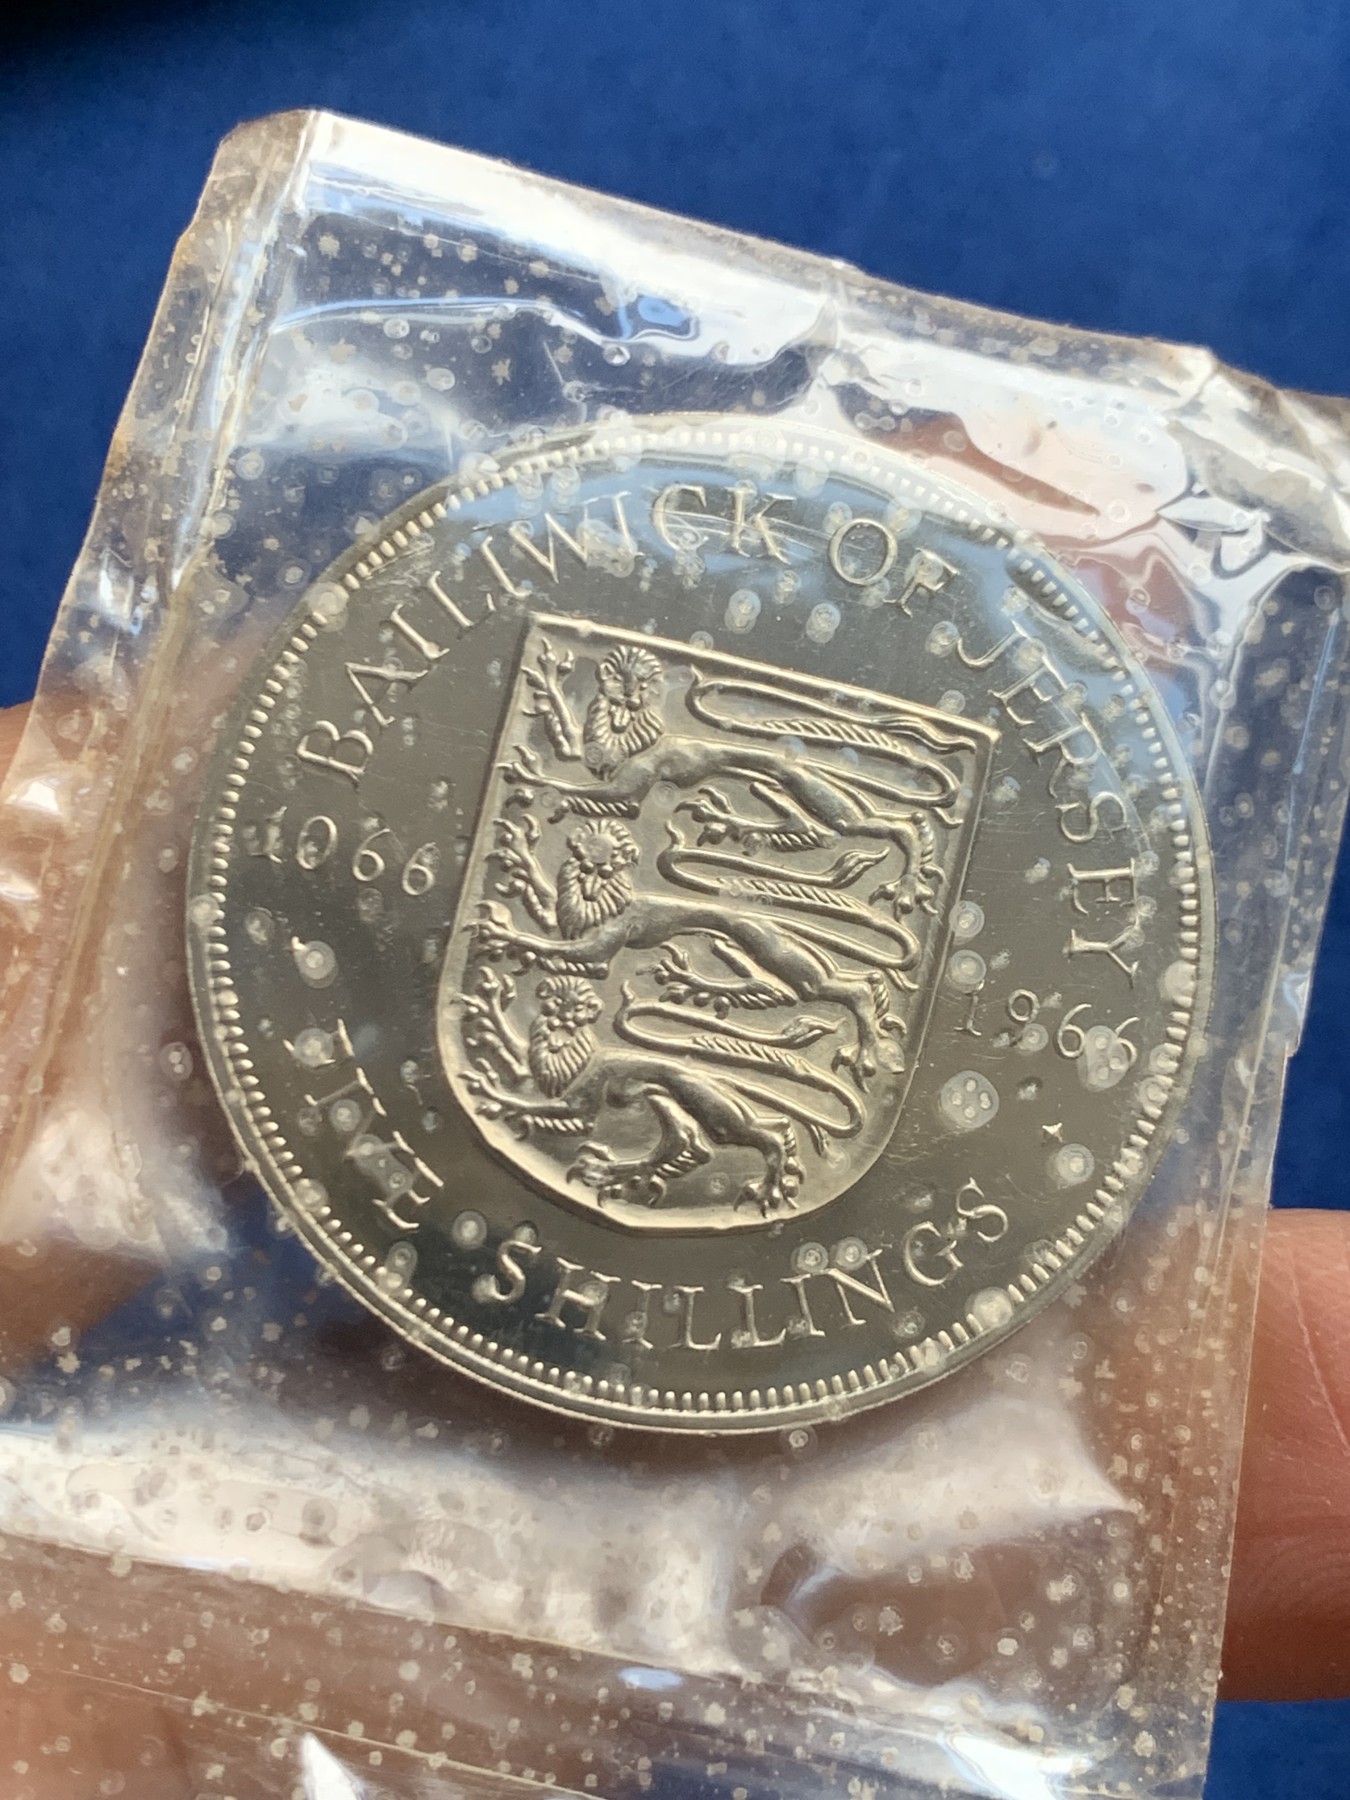 BAILIWICK OF JERSEY
1066
1966
FIVE SHILLINGS